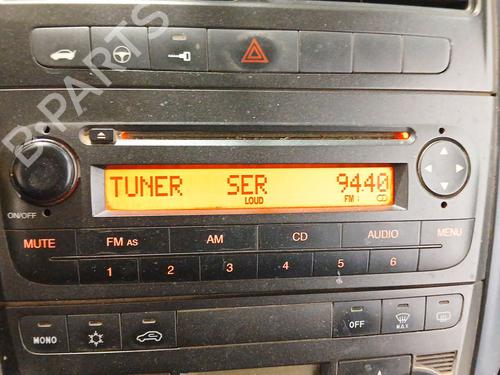 B-PARTS
TUNER SER 9440
LOUD FM: CD
ON/OFF
MUTE FM AS AM CD AUDIO MENU
1 2 3 4 5 6
MONO OFF MAX